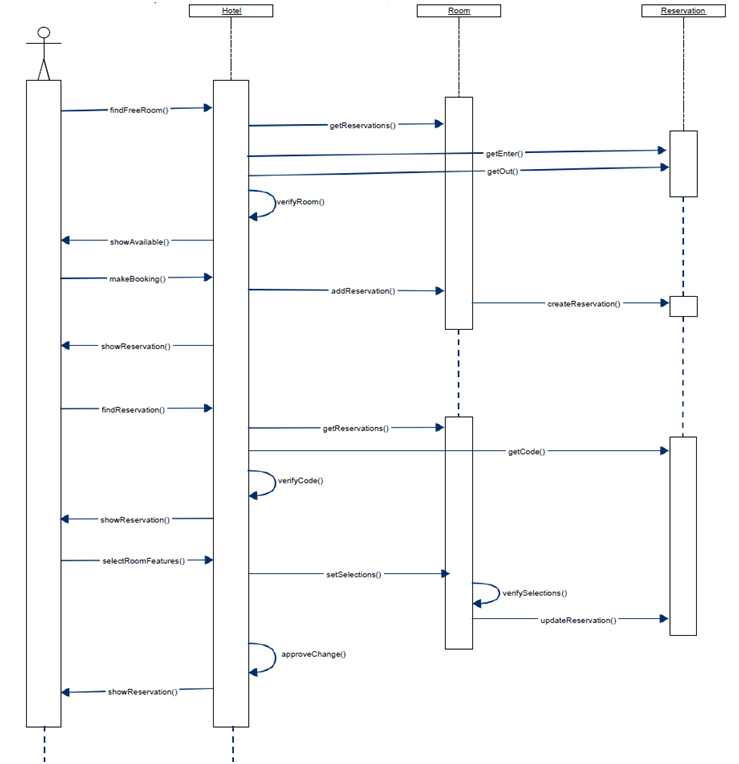 Hotel
Room
Reservation
findFreeRoom()
getReservations()
getEnter()
getOut()
verifyRoom()
showAvailable()
makeBooking()
addReservation()
createReservation()
showReservation()
findReservation()
getReservations()
getCode()
verifyCode()
showReservation()
selectRoomFeatures()
setSelections()
verifySelections()
updateReservation()
approveChange()
showReservation()